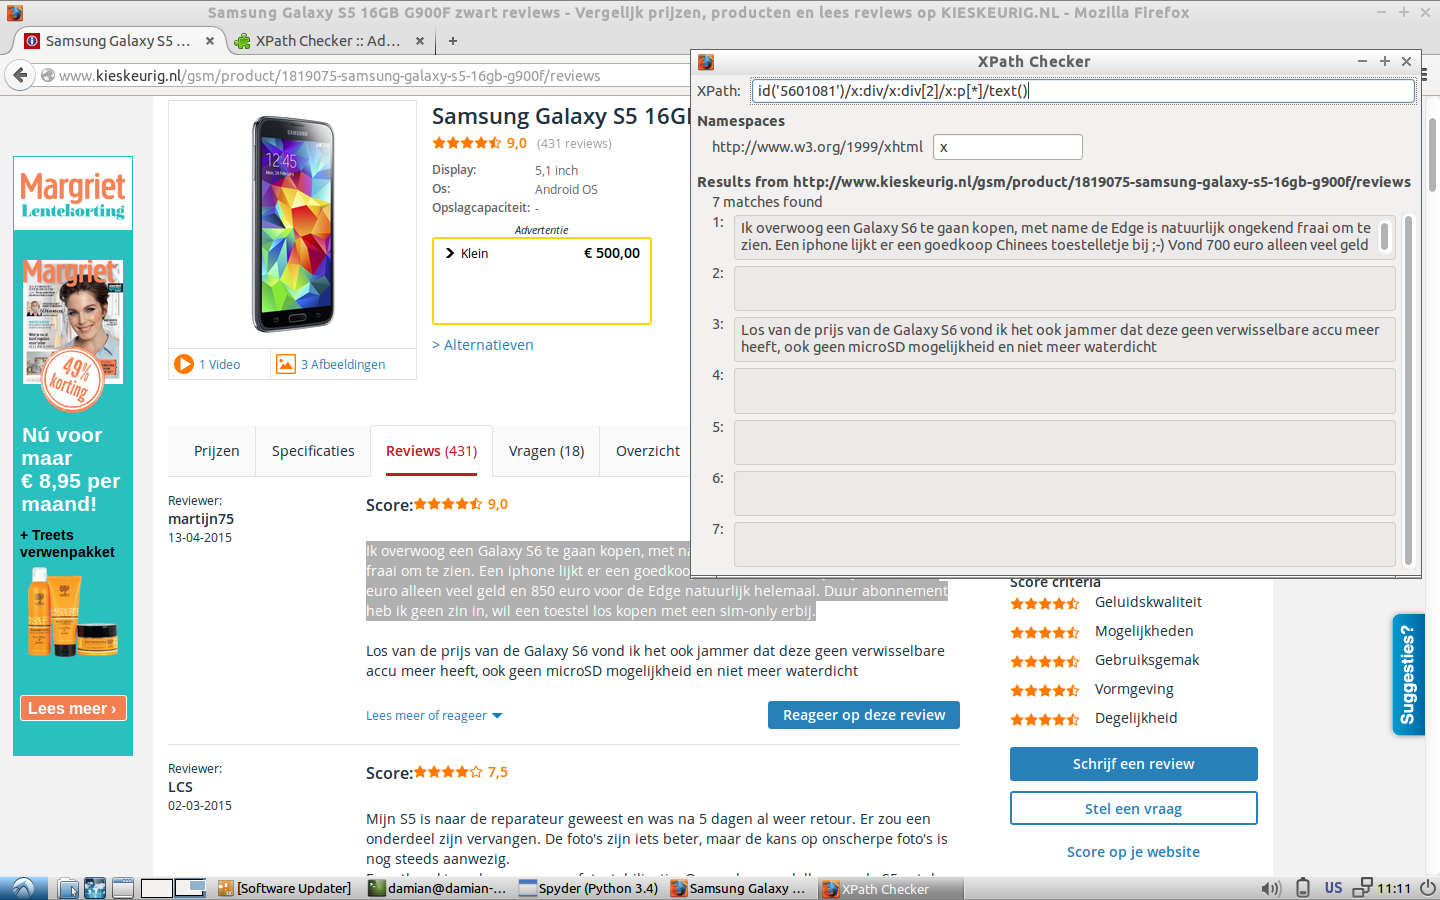 Samsung Galaxy S5 16GB G900F zwart reviews - Vergelijk prijzen, producten en lees reviews op KIESKEURIG.NL - Mozilla Firefox
Samsung Galaxy S5 ...
XPath Checker :: Ad...
www.kieskeurig.nl/gsm/product/1819075-samsung-galaxy-s5-16gb-g900f/reviews
XPath Checker
XPath:
id('5601081')/x:div/x:div[2]/x:p[*]/text()
Namespaces
http://www.w3.org/1999/xhtml
x
Results from http://www.kieskeurig.nl/gsm/product/1819075-samsung-galaxy-s5-16gb-g900f/reviews
7 matches found
1:
Ik overwoog een Galaxy S6 te gaan kopen, met name de Edge is natuurlijk ongekend fraai om te
zien. Een iphone lijkt er een goedkoop Chinees toestelletje bij ;-) Vond 700 euro alleen veel geld
2:
3:
Los van de prijs van de Galaxy S6 vond ik het ook jammer dat deze geen verwisselbare accu meer
heeft, ook geen microSD mogelijkheid en niet meer waterdicht
4:
5:
6:
7:
Margriet
Lentekorting
Margriet
49%
korting
Nú voor
maar
€ 8,95 per
maand!
+ Treets
verwenpakket
Lees meer ›
12:45
Samsung Galaxy S5 16G
9,0 (431 reviews)
Display: 5,1 inch
Os: Android OS
Opslagcapaciteit: -
Advertentie
Klein € 500,00
> Alternatieven
1 Video
3 Afbeeldingen
Prijzen
Specificaties
Reviews (431)
Vragen (18)
Overzicht
Reviewer:
martijn75
13-04-2015
Score: 9,0
Ik overwoog een Galaxy S6 te gaan kopen, met na
fraai om te zien. Een iphone lijkt er een goedkoo
euro alleen veel geld en 850 euro voor de Edge natuurlijk helemaal. Duur abonnement
heb ik geen zin in, wil een toestel los kopen met een sim-only erbij.
Los van de prijs van de Galaxy S6 vond ik het ook jammer dat deze geen verwisselbare
accu meer heeft, ook geen microSD mogelijkheid en niet meer waterdicht
Lees meer of reageer
Reageer op deze review
Reviewer:
LCS
02-03-2015
Score: 7,5
Mijn S5 is naar de reparateur geweest en was na 5 dagen al weer retour. Er zou een
onderdeel zijn vervangen. De foto's zijn iets beter, maar de kans op onscherpe foto's is
nog steeds aanwezig.
Score criteria
Geluidskwaliteit
Mogelijkheden
Gebruiksgemak
Vormgeving
Degelijkheid
Schrijf een review
Stel een vraag
Score op je website
Suggesties?
[Software Updater]
damian@damian-...
Spyder (Python 3.4)
Samsung Galaxy ...
XPath Checker
US
11:11